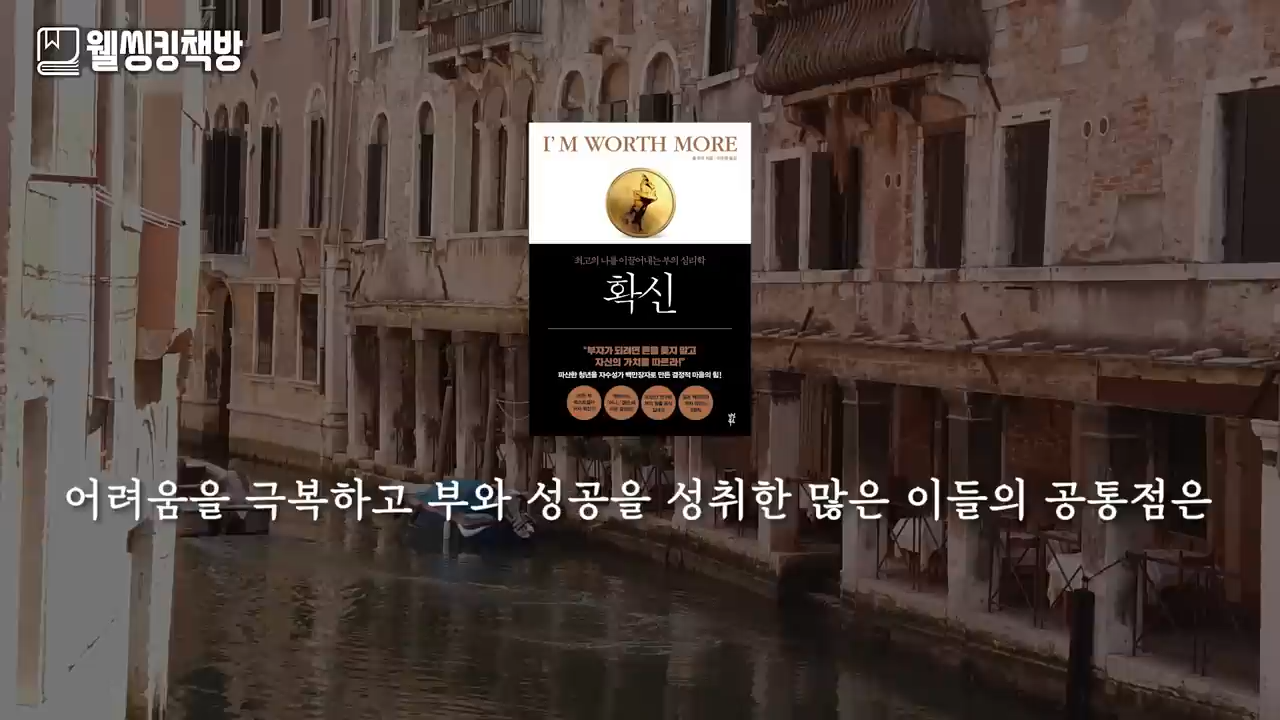 웰씽킹책방
I'M WORTH MORE
최고의 나를 이끌어내는 부의 심리학
확신
"부자가 되려면 돈을 좇지 말고
자신의 가치를 따르라!"
파산한 청년을 자수성가 백만장자로 만든 결정적 마음의 힘!
어려움을 극복하고 부와 성공을 성취한 많은 이들의 공통점은